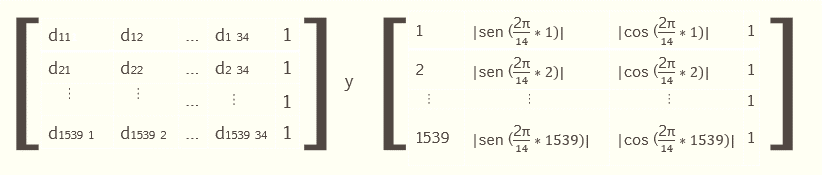 d11 d12 ... d1 34 1 1 |sen (2π/14 * 1)| |cos (2π/14 * 1)| 1
d21 d22 ... d2 34 1 y 2 |sen (2π/14 * 2)| |cos (2π/14 * 2)| 1
⋮ ⋮ ... ⋮ 1 ⋮ ⋮ ⋮ 1
d1539 1 d1539 2 ... d1539 34 1 1539 |sen (2π/14 * 1539)| |cos (2π/14 * 1539)| 1